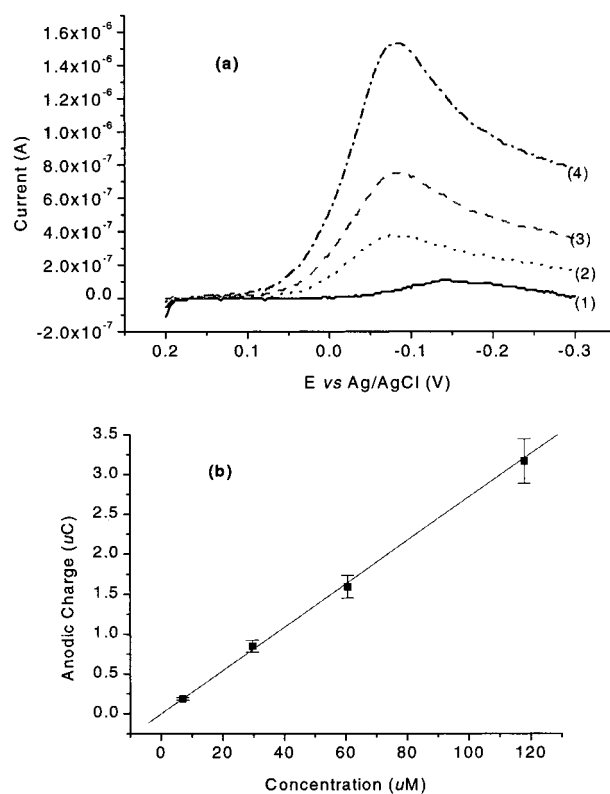 1.6x10⁻⁶
(a)
1.4x10⁻⁶
1.2x10⁻⁶
1.0x10⁻⁶
8.0x10⁻⁷
6.0x10⁻⁷
4.0x10⁻⁷
2.0x10⁻⁷
0.0
-2.0x10⁻⁷
Current (A)
(4)
(3)
(2)
(1)
0.2 0.1 0.0 -0.1 -0.2 -0.3
E vs Ag/AgCl (V)
3.5
(b)
3.0
2.5
2.0
1.5
1.0
0.5
0.0
Anodic Charge (uC)
0 20 40 60 80 100 120
Concentration (uM)